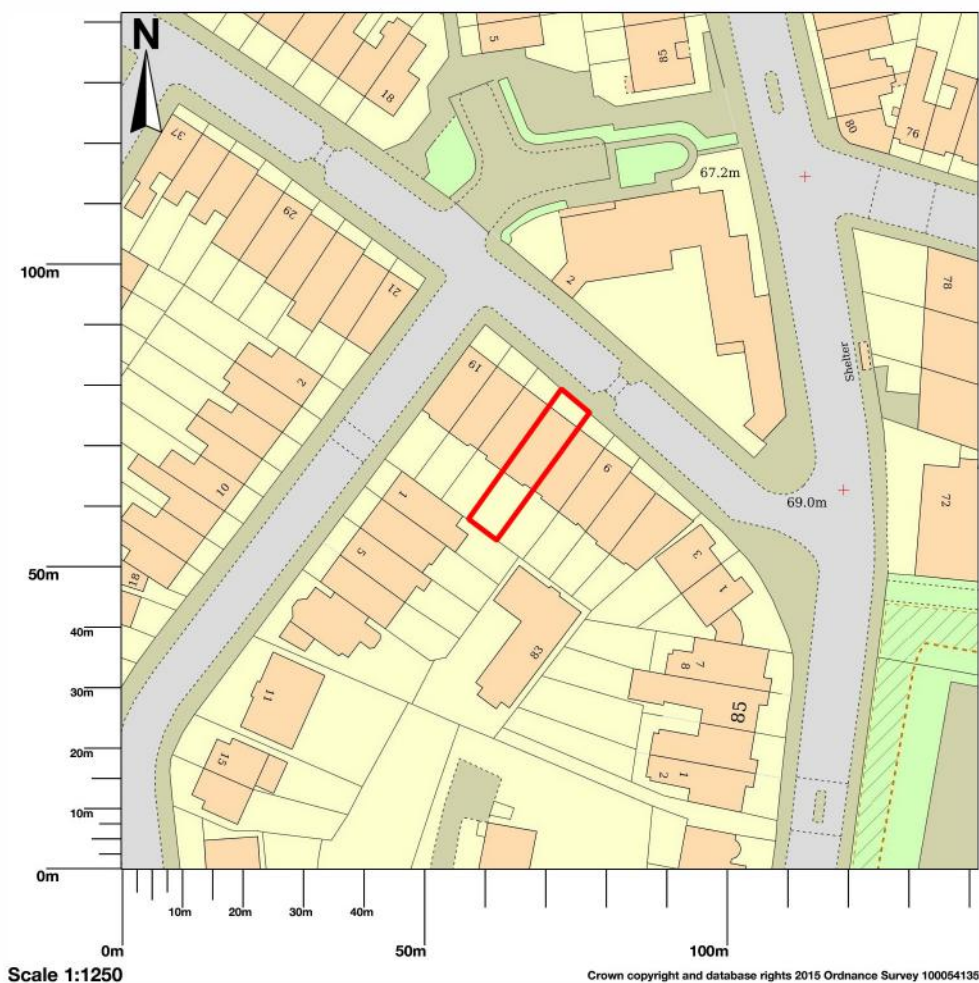 N
5
85
18
37
80
76
67.2m
29
100m
2
78
21
Shelter
19
2
9
69.0m
10
1
72
3
5
1
50m
18
40m
83
7
8
30m
11
85
20m
15
1
2
10m
0m
10m 20m 30m 40m
0m 50m 100m
Scale 1:1250
Crown copyright and database rights 2015 Ordnance Survey 100054135